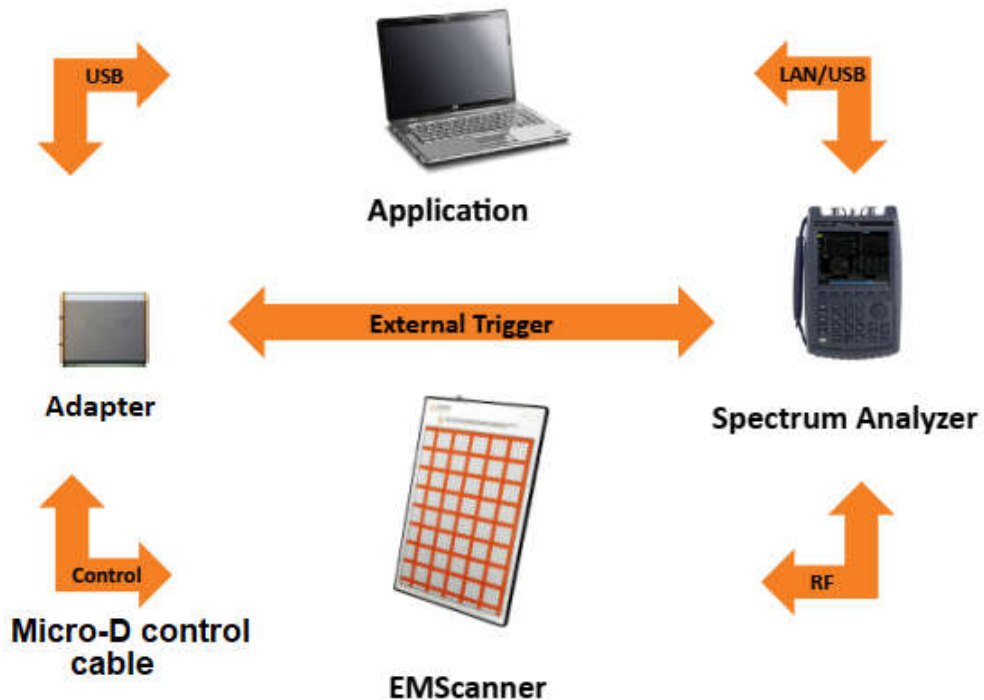 USB
LAN/USB
Application
External Trigger
Adapter
Spectrum Analyzer
Control
RF
Micro-D control
cable
EMScanner